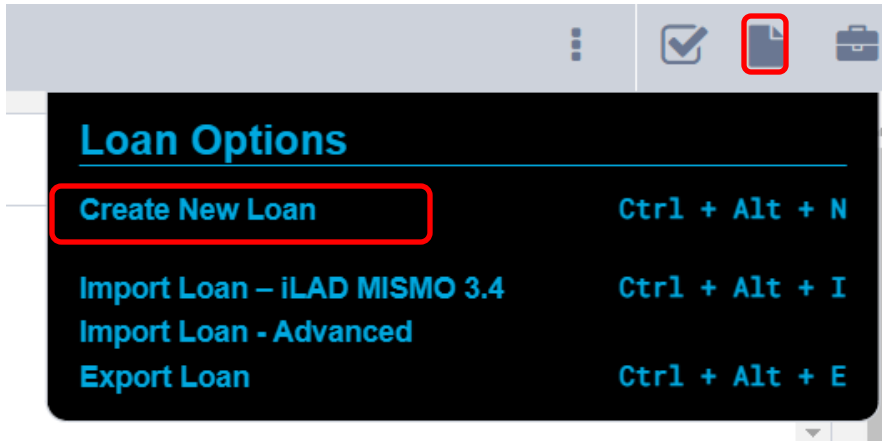 Loan Options
Create New Loan Ctrl + Alt + N
Import Loan – iLAD MISMO 3.4 Ctrl + Alt + I
Import Loan - Advanced
Export Loan Ctrl + Alt + E